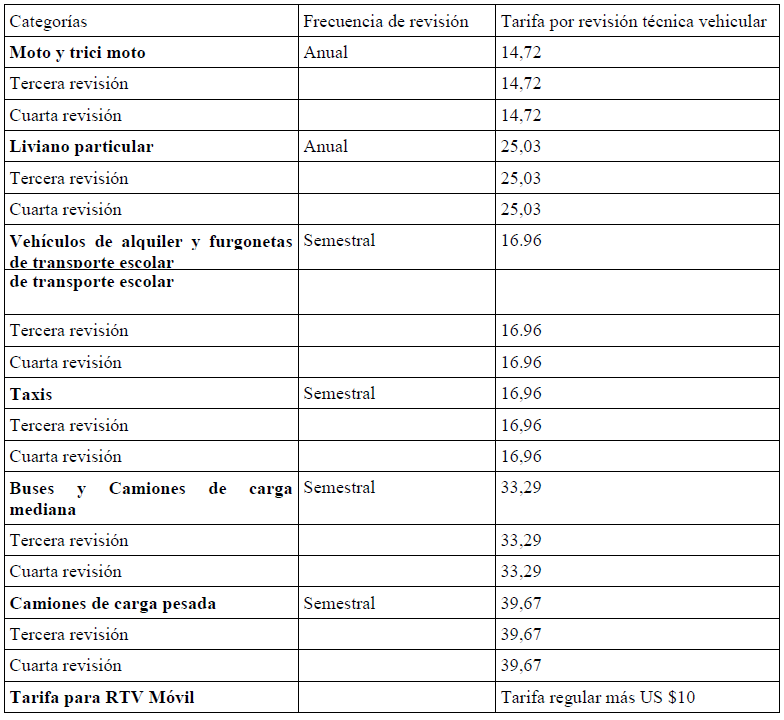 Categorías Frecuencia de revisión Tarifa por revisión técnica vehicular
Moto y trici moto Anual 14,72
Tercera revisión 14,72
Cuarta revisión 14,72
Liviano particular Anual 25,03
Tercera revisión 25,03
Cuarta revisión 25,03
Vehículos de alquiler y furgonetas Semestral 16.96
de transporte escolar
de transporte escolar
Tercera revisión 16.96
Cuarta revisión 16.96
Taxis Semestral 16,96
Tercera revisión 16,96
Cuarta revisión 16,96
Buses y Camiones de carga Semestral 33,29
mediana
Tercera revisión 33,29
Cuarta revisión 33,29
Camiones de carga pesada Semestral 39,67
Tercera revisión 39,67
Cuarta revisión 39,67
Tarifa para RTV Móvil Tarifa regular más US $10